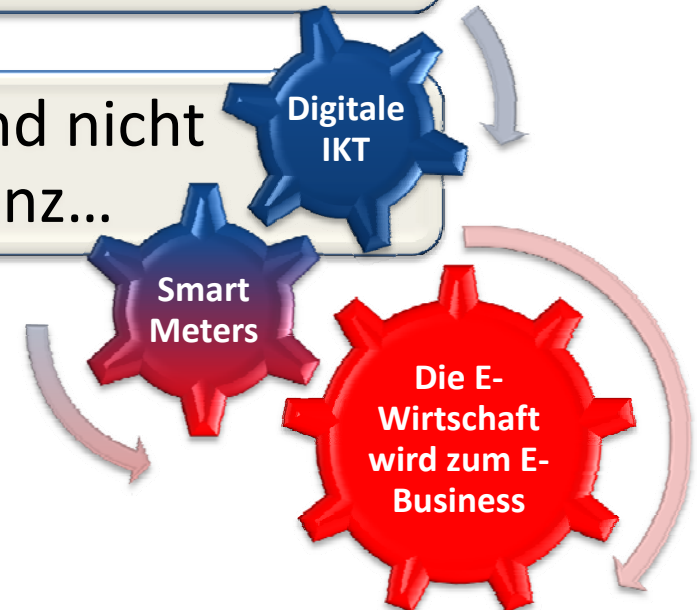 nd nicht
nz...
Digitale
IKT
Smart
Meters
Die E-
Wirtschaft
wird zum E-
Business